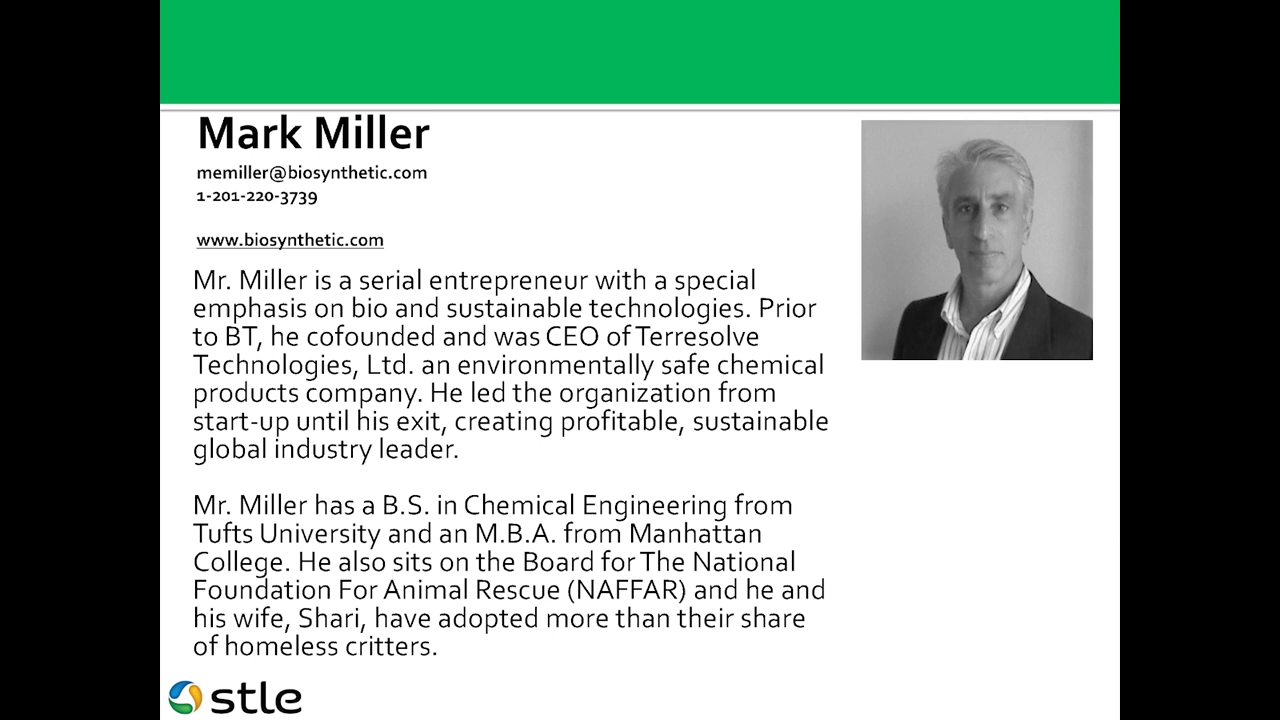 Mark Miller
memiller@biosynthetic.com
1-201-220-3739
www.biosynthetic.com
Mr. Miller is a serial entrepreneur with a special
emphasis on bio and sustainable technologies. Prior
to BT, he cofounded and was CEO of Terresolve
Technologies, Ltd. an environmentally safe chemical
products company. He led the organization from
start-up until his exit, creating profitable, sustainable
global industry leader.
Mr. Miller has a B.S. in Chemical Engineering from
Tufts University and an M.B.A. from Manhattan
College. He also sits on the Board for The National
Foundation For Animal Rescue (NAFFAR) and he and
his wife, Shari, have adopted more than their share
of homeless critters.
stle